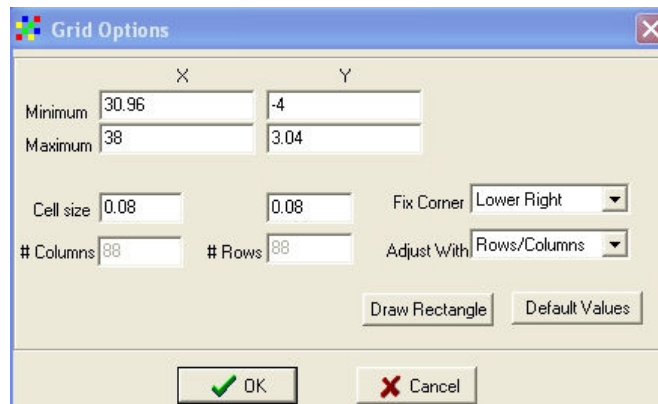 Grid Options
X Y
Minimum 30.96 -4
Maximum 38 3.04
Cell size 0.08 0.08 Fix Corner Lower Right
# Columns 88 # Rows 88 Adjust With Rows/Columns
Draw Rectangle Default Values
OK Cancel